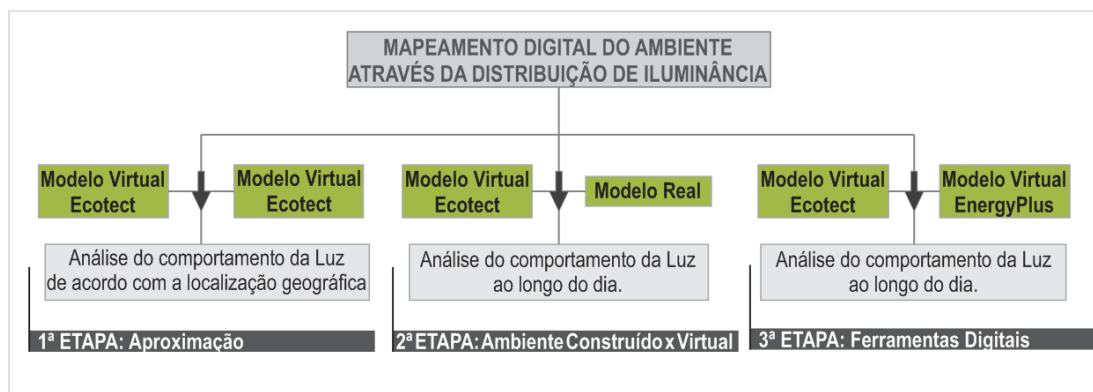 MAPEAMENTO DIGITAL DO AMBIENTE
ATRAVÉS DA DISTRIBUIÇÃO DE ILUMINÂNCIA
Modelo Virtual
Ecotect
Modelo Virtual
Ecotect
Análise do comportamento da Luz
de acordo com a localização geográfica
1ª ETAPA: Aproximação
Modelo Virtual
Ecotect
Modelo Real
Análise do comportamento da Luz
ao longo do dia.
2ª ETAPA: Ambiente Construído x Virtual
Modelo Virtual
Ecotect
Modelo Virtual
EnergyPlus
Análise do comportamento da Luz
ao longo do dia.
3ª ETAPA: Ferramentas Digitais